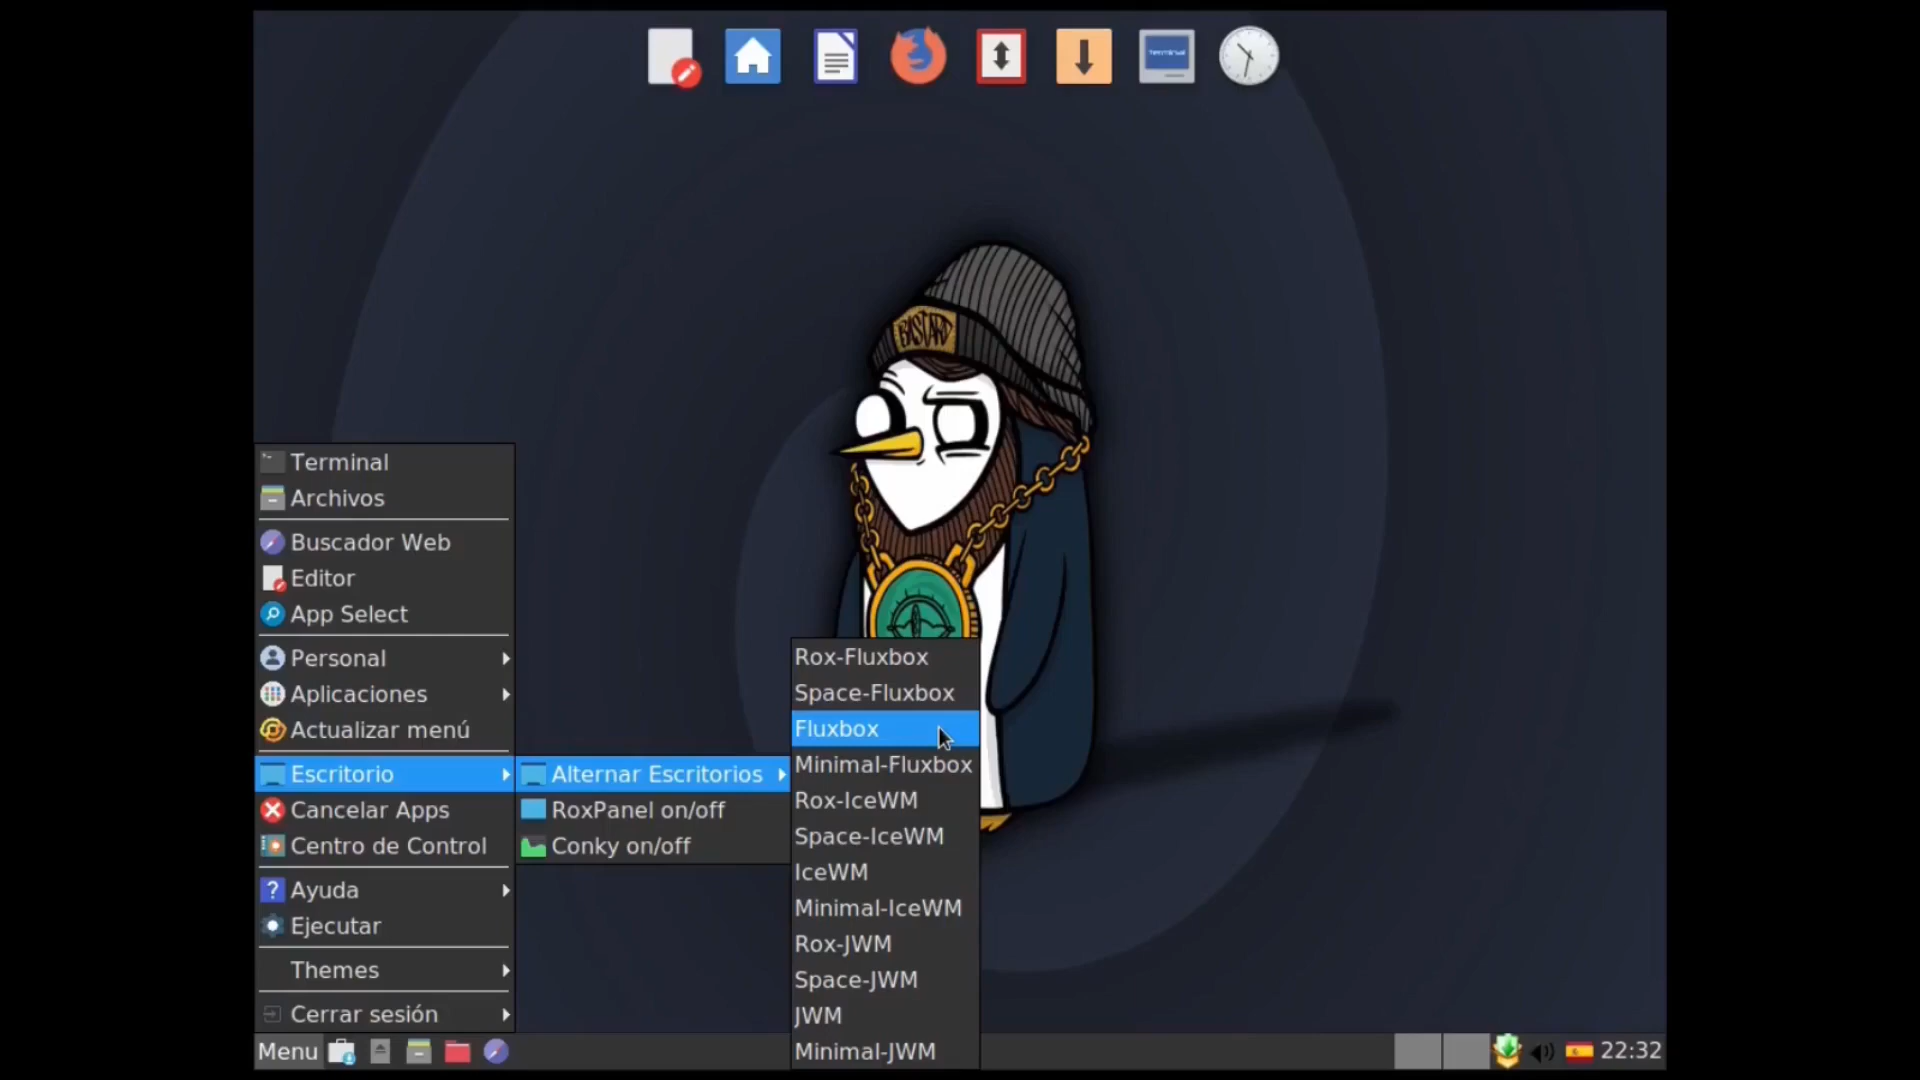 Terminal
BASTARD
Terminal
Archivos
Buscador Web
Editor
App Select
Personal
Aplicaciones
Actualizar menú
Escritorio
Cancelar Apps
Centro de Control
Ayuda
Ejecutar
Themes
Cerrar sesión
Alternar Escritorios
RoxPanel on/off
Conky on/off
Rox-Fluxbox
Space-Fluxbox
Fluxbox
Minimal-Fluxbox
Rox-IceWM
Space-IceWM
IceWM
Minimal-IceWM
Rox-JWM
Space-JWM
JWM
Minimal-JWM
Menu
22:32